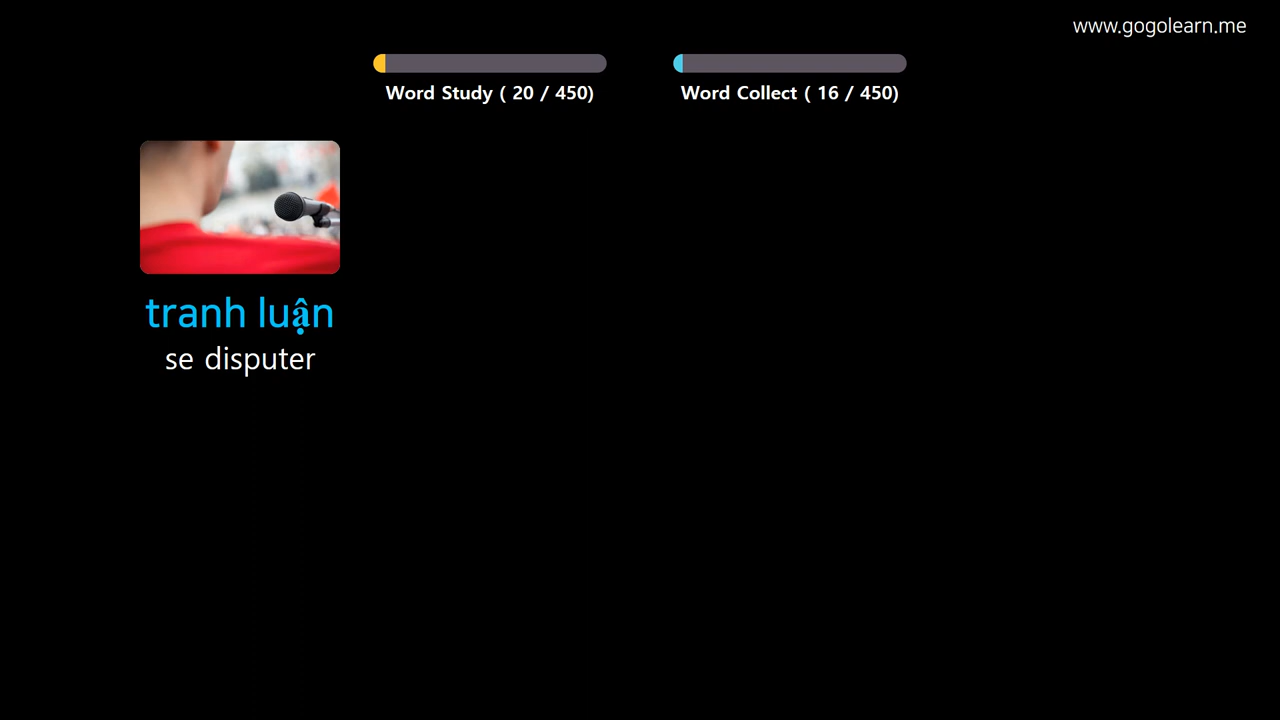 www.gogolearn.me
Word Study ( 20 / 450)
Word Collect ( 16 / 450)
tranh luận
se disputer